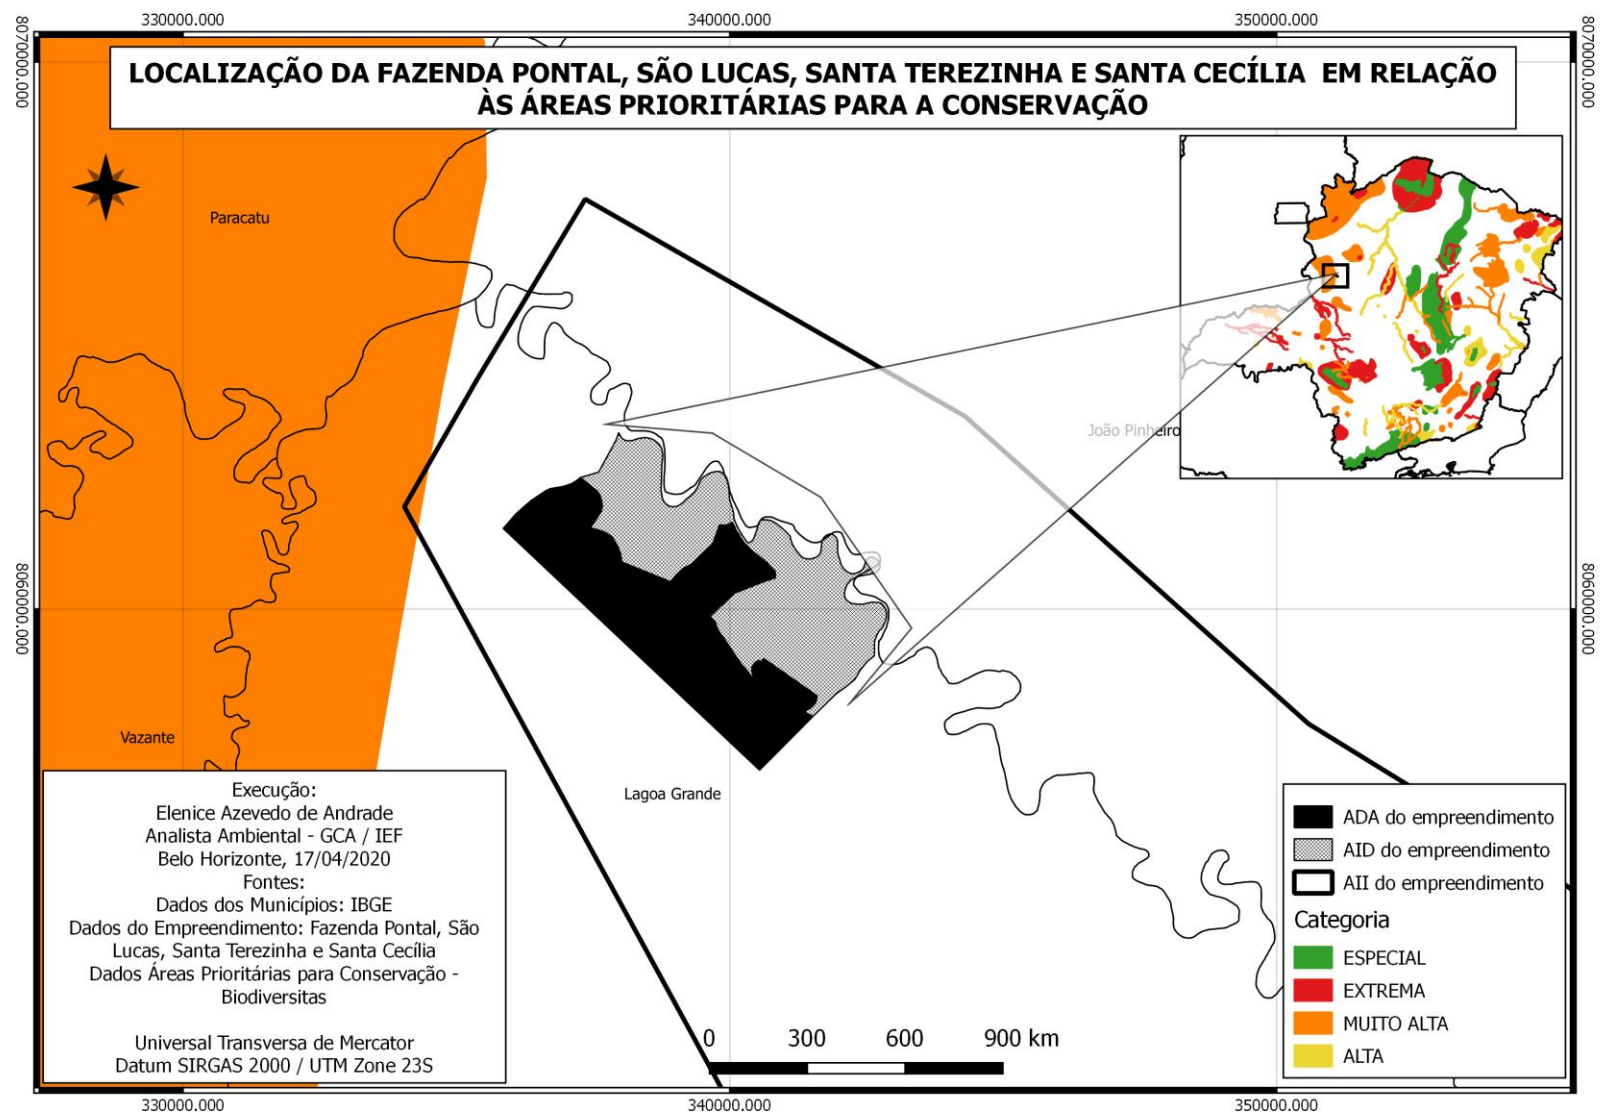 330000.000
340000.000
350000.000
8070000.000
8070000.000
LOCALIZAÇÃO DA FAZENDA PONTAL, SÃO LUCAS, SANTA TEREZINHA E SANTA CECÍLIA EM RELAÇÃO
ÀS ÁREAS PRIORITÁRIAS PARA A CONSERVAÇÃO
Paracatu
João Pinheiro
8060000.000
8060000.000
Vazante
Lagoa Grande
Execução:
Elenice Azevedo de Andrade
Analista Ambiental - GCA / IEF
Belo Horizonte, 17/04/2020
Fontes:
Dados dos Municípios: IBGE
Dados do Empreendimento: Fazenda Pontal, São
Lucas, Santa Terezinha e Santa Cecília
Dados Áreas Prioritárias para Conservação -
Biodiversitas
Universal Transversa de Mercator
Datum SIRGAS 2000 / UTM Zone 23S
0 300 600 900 km
ADA do empreendimento
AID do empreendimento
AII do empreendimento
Categoria
ESPECIAL
EXTREMA
MUITO ALTA
ALTA
330000.000
340000.000
350000.000